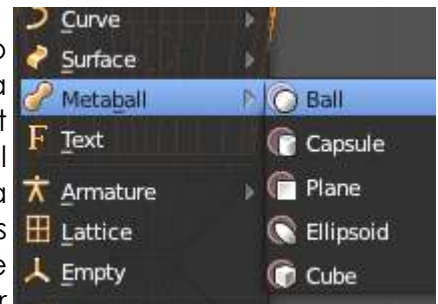 Curve
Surface
Metaball
Text
Armature
Lattice
Empty
Ball
Capsule
Plane
Ellipsoid
Cube